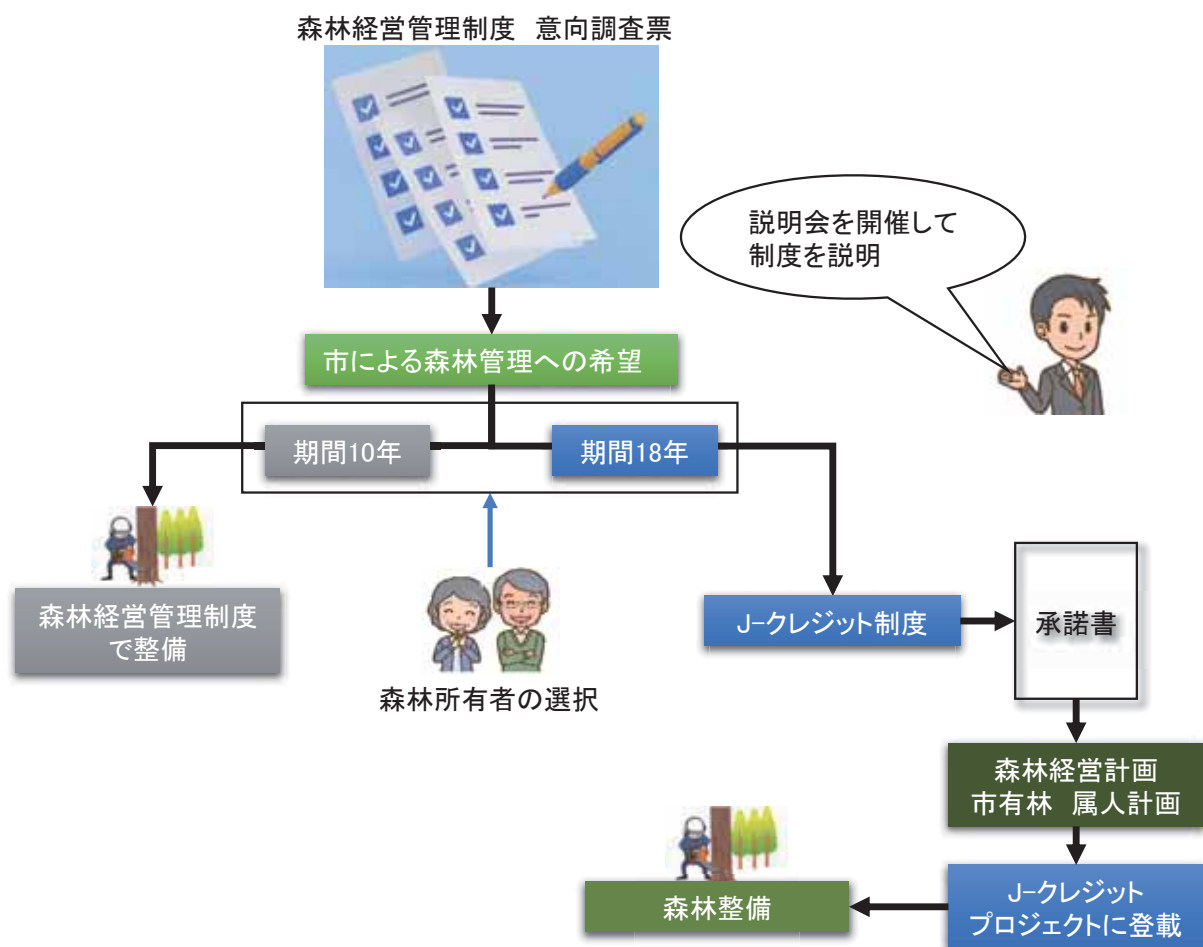 森林経営管理制度　意向調査票
説明会を開催して
制度を説明
市による森林管理への希望
期間10年
期間18年
森林経営管理制度
で整備
森林所有者の選択
J-クレジット制度
承諾書
森林経営計画
市有林　属人計画
森林整備
J-クレジット
プロジェクトに登載